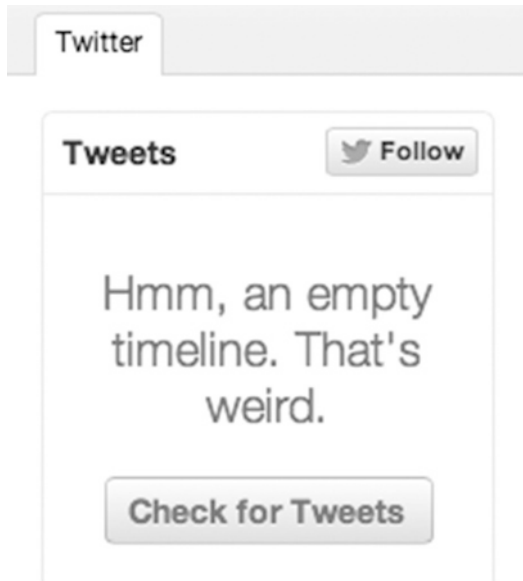 Twitter
Tweets
Follow
Hmm, an empty
timeline. That's
weird.
Check for Tweets